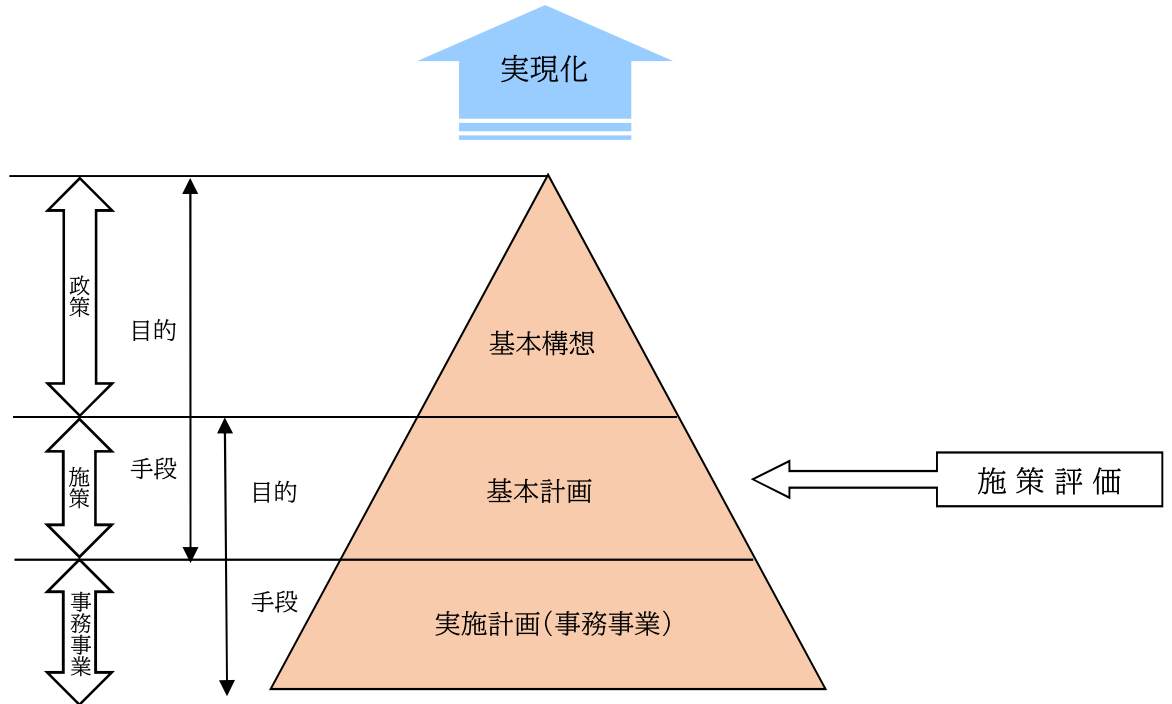 実現化
政策
目的
基本構想
手段
施策
目的
基本計画
施策評価
事務事業
手段
実施計画(事務事業)